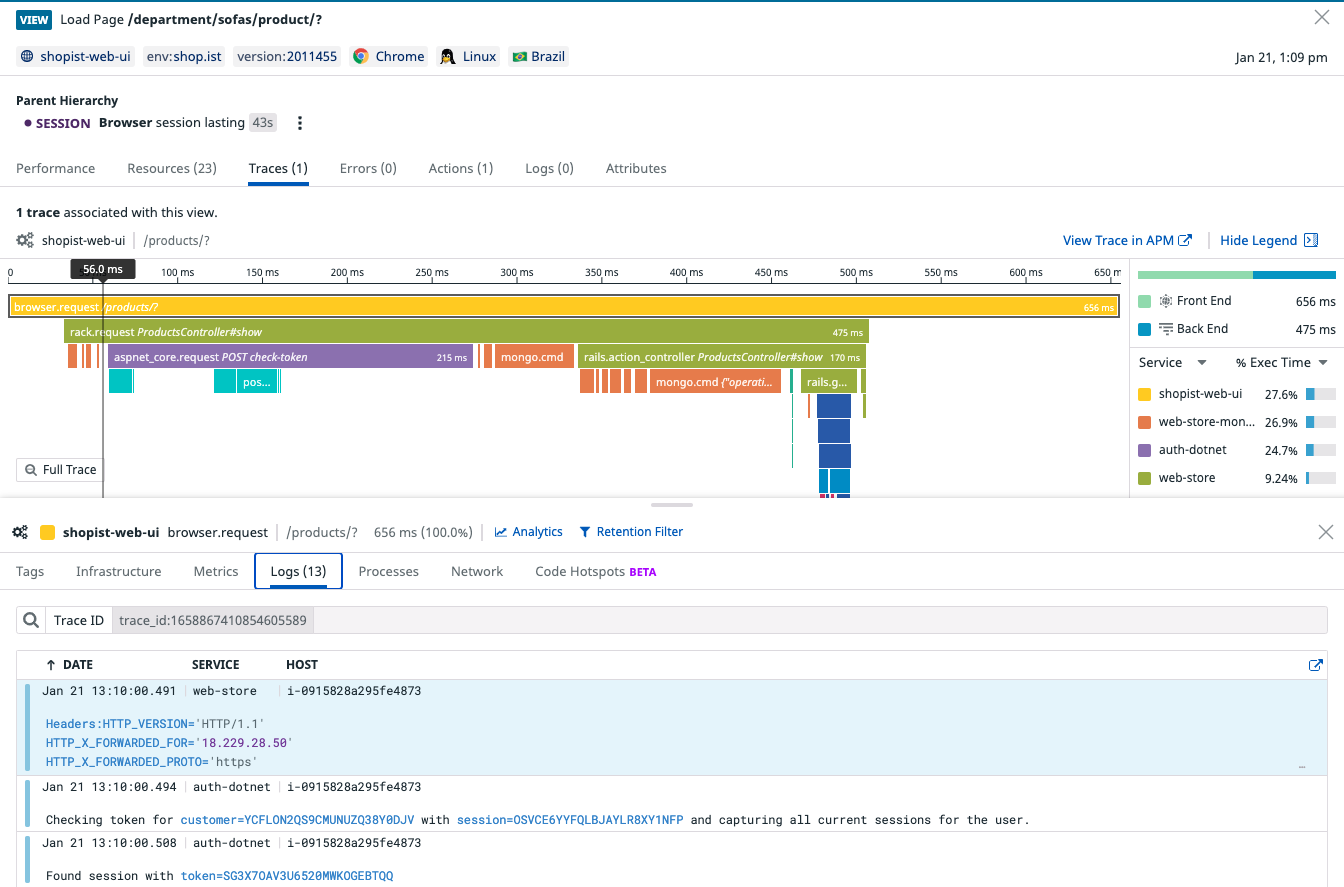 VIEW Load Page /department/sofas/product/?
shopist-web-ui env:shop.ist version:2011455 Chrome Linux Brazil Jan 21, 1:09 pm
Parent Hierarchy
SESSION Browser session lasting 43s
Performance Resources (23) Traces (1) Errors (0) Actions (1) Logs (0) Attributes
1 trace associated with this view.
shopist-web-ui /products/? View Trace in APM Hide Legend
0 56.0 ms 100 ms 150 ms 200 ms 250 ms 300 ms 350 ms 400 ms 450 ms 500 ms 550 ms 600 ms 650 m
browser.request /products/? 656 ms
Front End 656 ms
rack.request ProductsController#show 475 ms
Back End 475 ms
aspnet_core.request POST check-token 215 ms mongo.cmd rails.action_controller ProductsController#show 170 ms
Service % Exec Time
pos... mongo.cmd {"operati... rails.g...
shopist-web-ui 27.6%
web-store-mon... 26.9%
auth-dotnet 24.7%
Full Trace
web-store 9.24%
shopist-web-ui browser.request /products/? 656 ms (100.0%) Analytics Retention Filter
Tags Infrastructure Metrics Logs (13) Processes Network Code Hotspots BETA
Trace ID trace_id:1658867410854605589
↑ DATE SERVICE HOST
Jan 21 13:10:00.491 web-store i-0915828a295fe4873
Headers:HTTP_VERSION='HTTP/1.1'
HTTP_X_FORWARDED_FOR='18.229.28.50'
HTTP_X_FORWARDED_PROTO='https'
…
Jan 21 13:10:00.494 auth-dotnet i-0915828a295fe4873
Checking token for customer=YCFLON2QS9CMUNUZQ38Y0DJV with session=OSVCE6YYFQLBJAYLR8XY1NFP and capturing all current sessions for the user.
Jan 21 13:10:00.508 auth-dotnet i-0915828a295fe4873
Found session with token=SG3X7OAV3U6520MWKOGEBTQQ